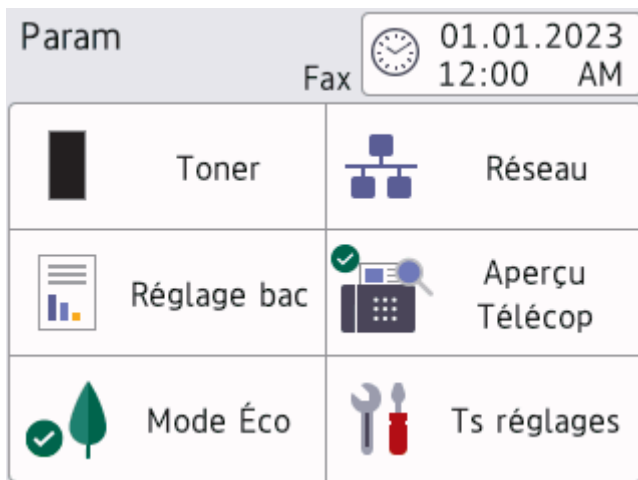 Param
Fax
01.01.2023
12:00 AM
Toner
Réseau
Réglage bac
Aperçu
Télécop
Mode Éco
Ts réglages